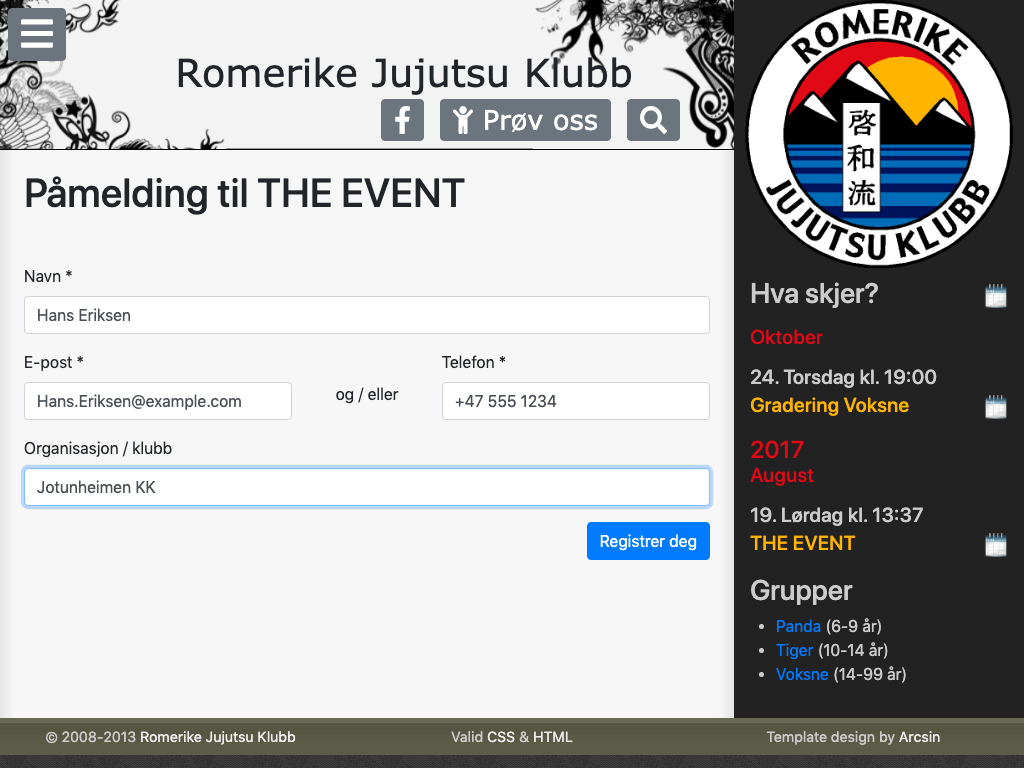 Romerike Jujutsu Klubb
Prøv oss
ROMERIKE
啓和流
JUJUTSU KLUBB
Påmelding til THE EVENT
Navn *
Hans Eriksen
E-post *
Telefon *
Hans.Eriksen@example.com
og / eller
+47 555 1234
Organisasjon / klubb
Jotunheimen KK
Registrer deg
Hva skjer?
Oktober
24. Torsdag kl. 19:00
Gradering Voksne
2017
August
19. Lørdag kl. 13:37
THE EVENT
Grupper
• Panda (6-9 år)
• Tiger (10-14 år)
• Voksne (14-99 år)
© 2008-2013 Romerike Jujutsu Klubb
Valid CSS & HTML
Template design by Arcsin